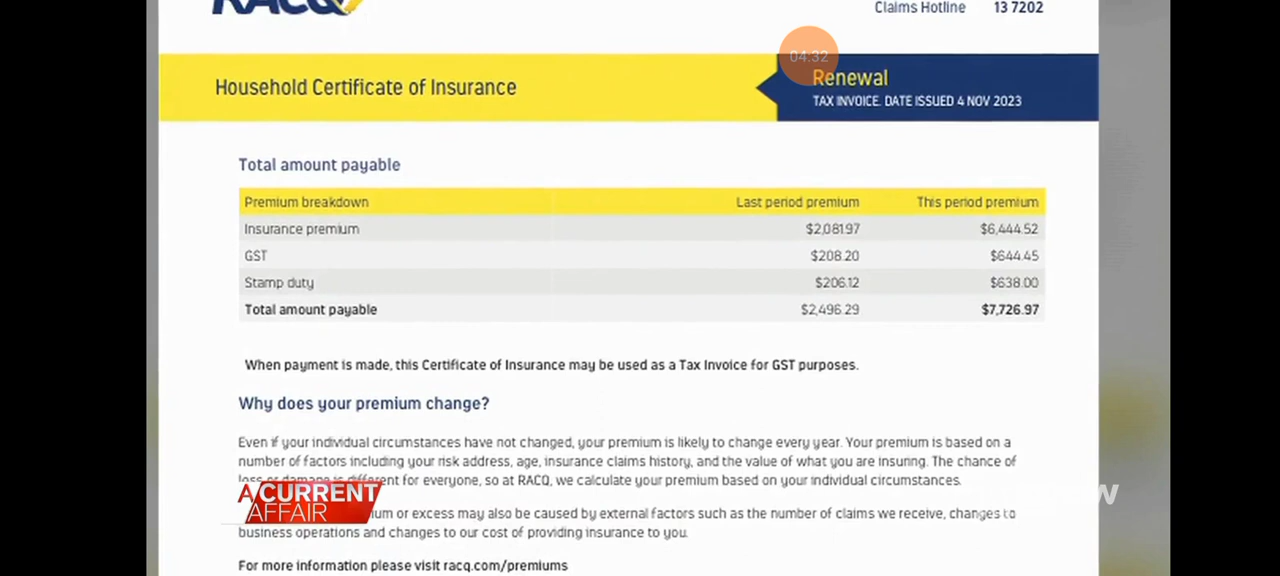 RACQ
Claims Hotline 13 7202
04:32
Household Certificate of Insurance
Renewal
TAX INVOICE. DATE ISSUED 4 NOV 2023
Total amount payable
Premium breakdown Last period premium This period premium
Insurance premium $2,081.97 $6,444.52
GST $208.20 $644.45
Stamp duty $206.12 $638.00
Total amount payable $2,496.29 $7,726.97
When payment is made, this Certificate of Insurance may be used as a Tax Invoice for GST purposes.
Why does your premium change?
Even if your individual circumstances have not changed, your premium is likely to change every year. Your premium is based on a
number of factors including your risk address, age, insurance claims history, and the value of what you are insuring. The chance of
loss or damage is different for everyone, so at RACQ, we calculate your premium based on your individual circumstances.
A CURRENT
AFFAIR
or excess may also be caused by external factors such as the number of claims we receive, changes to
business operations and changes to our cost of providing insurance to you.
For more information please visit racq.com/premiums